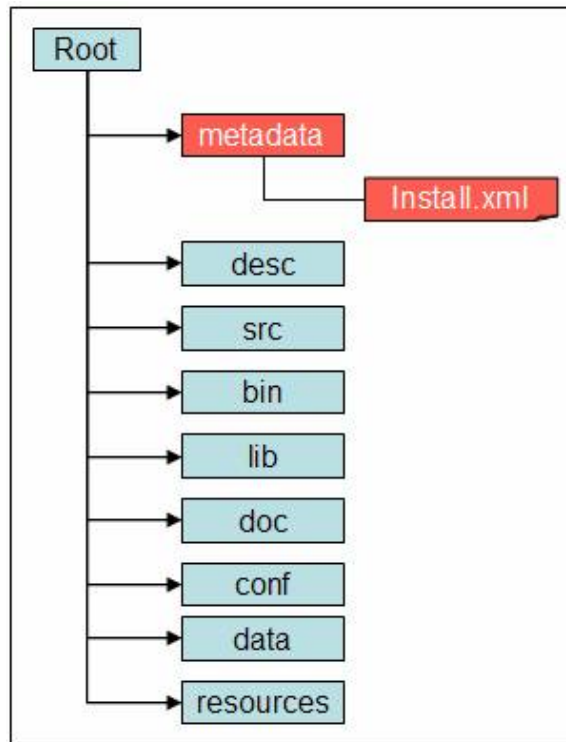 Root
metadata
Install.xml
desc
src
bin
lib
doc
conf
data
resources